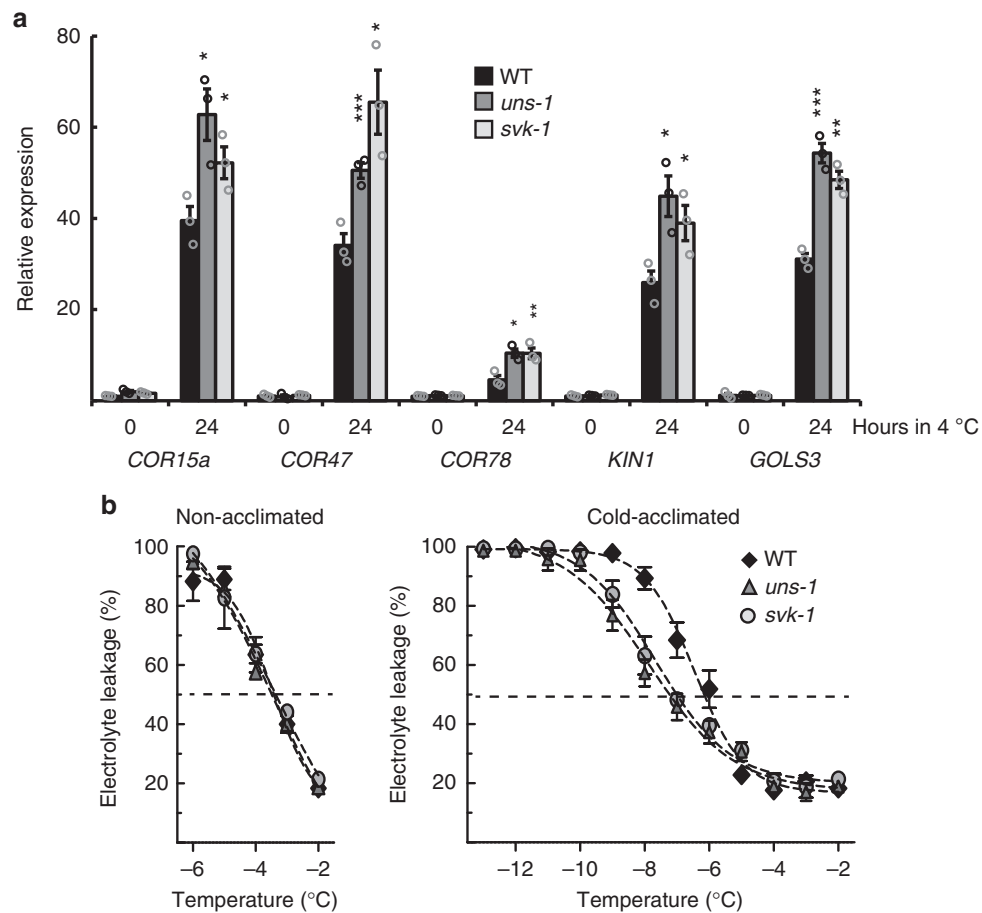 a
80
60
40
20
Relative expression
WT
uns-1
svk-1
* * *** * * ** * * *** **
0 24 0 24 0 24 0 24 0 24 Hours in 4 °C
COR15a COR47 COR78 KIN1 GOLS3
b
Non-acclimated
100
80
60
40
20
Electrolyte leakage (%)
–6 –4 –2
Temperature (°C)
Cold-acclimated
100
80
60
40
20
Electrolyte leakage (%)
WT
uns-1
svk-1
–12 –10 –8 –6 –4 –2
Temperature (°C)